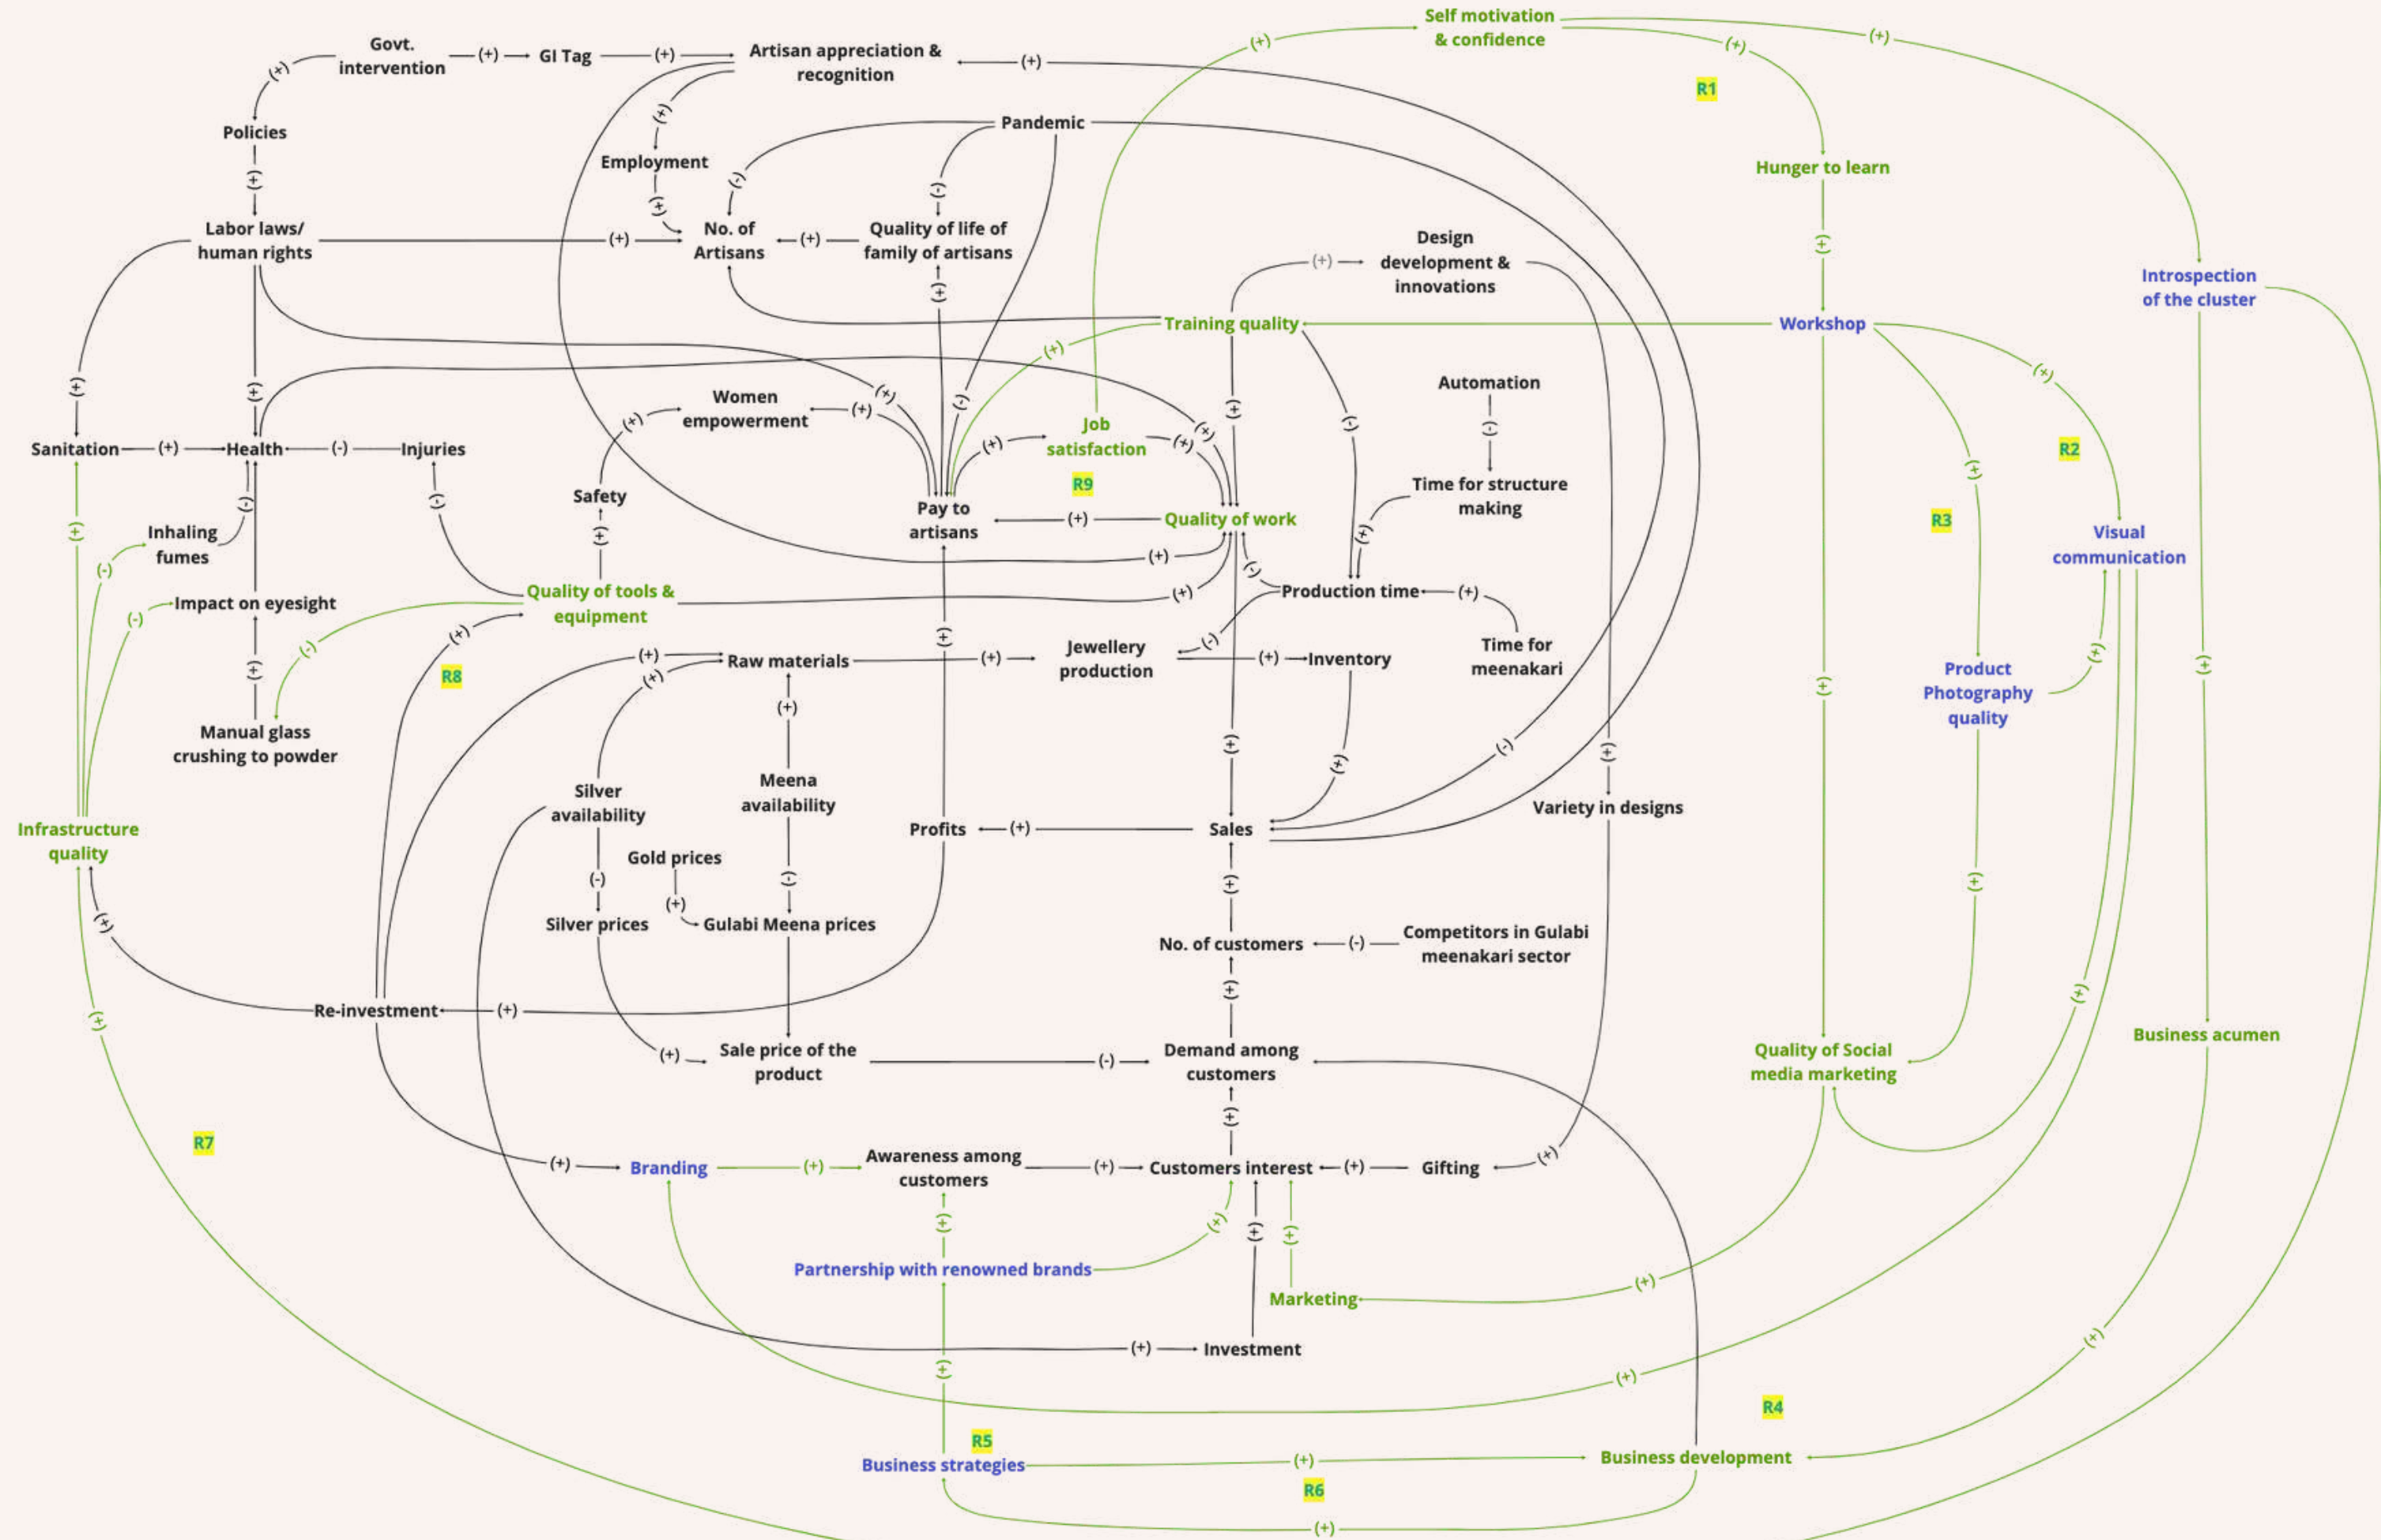 Self motivation
& confidence
(+)
(+)
(+)
Govt.
intervention
(+)
GI Tag
(+)
Artisan appreciation &
recognition
(+)
(+)
R1
(+)
Policies
Pandemic
Employment
Hunger to learn
(+)
(-)
(-)
(+)
Labor laws/
human rights
(+)
No. of
Artisans
(+)
Quality of life of
family of artisans
Design
development &
innovations
(+)
(+)
(+)
Introspection
of the cluster
Training quality
Workshop
(+)
(+)
(+)
(+)
(+)
(-)
Women
empowerment
(+)
(+)
Automation
(+)
(-)
(-)
Sanitation
(+)
Health
(-)
Injuries
Job
satisfaction
(+)
(+)
(+)
R2
(+)
R9
Safety
Time for structure
making
(-)
(-)
Pay to
artisans
(+)
Quality of work
R3
(+)
Inhaling
fumes
(+)
(+)
(+)
Visual
communication
(-)
(-)
Quality of tools &
equipment
(+)
Production time
(+)
Impact on eyesight
(-)
(-)
(+)
(-)
(+)
Time for
meenakari
(+)
R8
(+)
(+)
Raw materials
(+)
Jewellery
production
(+)
Inventory
(+)
(+)
(+)
Product
Photography
quality
(+)
(+)
Manual glass
crushing to powder
(+)
(-)
(+)
(+)
Silver
availability
Meena
availability
Variety in designs
Infrastructure
quality
Profits
(+)
Sales
Gold prices
(-)
(-)
(+)
(+)
(+)
(+)
Silver prices
Gulabi Meena prices
No. of customers
(-)
Competitors in Gulabi
meenakari sector
(+)
(+)
Re-investment
(+)
(+)
Business acumen
(+)
Sale price of the
product
(-)
Demand among
customers
Quality of Social
media marketing
(+)
R7
(+)
Branding
(+)
Awareness among
customers
(+)
Customers interest
(+)
Gifting
(+)
(+)
(+)
(+)
(+)
Partnership with renowned brands
(+)
Marketing
(+)
Investment
(+)
(+)
(+)
R4
R5
Business strategies
(+)
Business development
R6
(+)